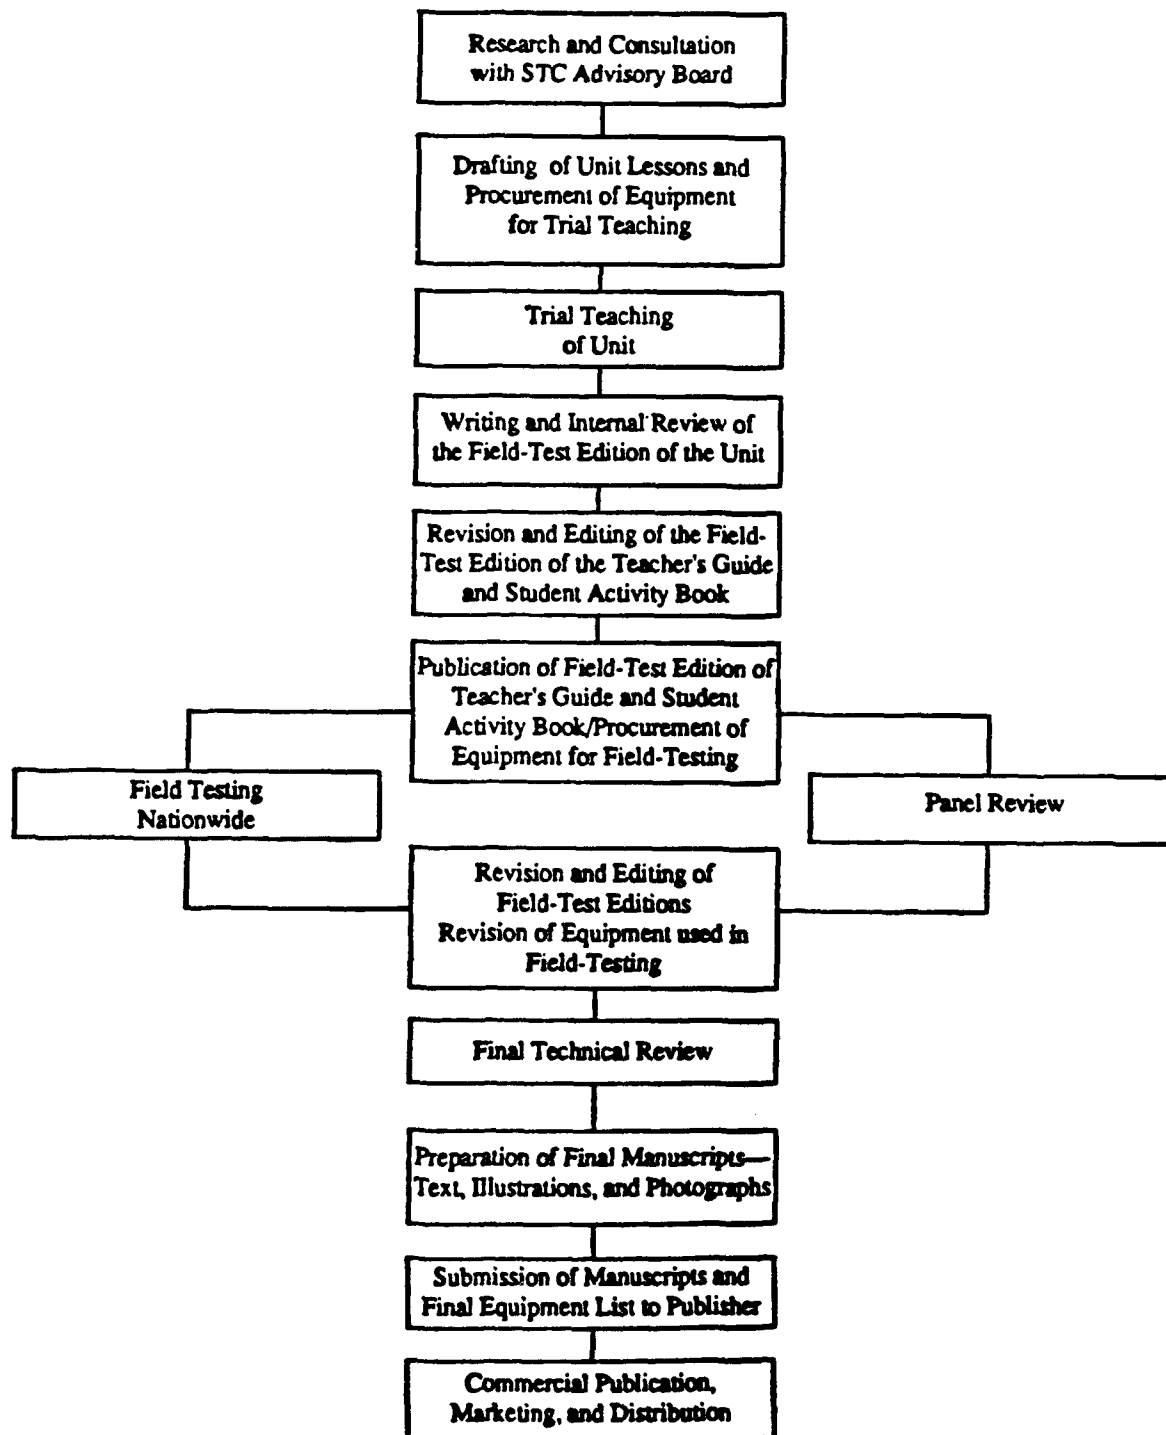 Research and Consultation
with STC Advisory Board
Drafting of Unit Lessons and
Procurement of Equipment
for Trial Teaching
Trial Teaching
of Unit
Writing and Internal Review of
the Field-Test Edition of the Unit
Revision and Editing of the Field-
Test Edition of the Teacher's Guide
and Student Activity Book
Publication of Field-Test Edition of
Teacher's Guide and Student
Activity Book/Procurement of
Equipment for Field-Testing
Field Testing
Nationwide
Panel Review
Revision and Editing of
Field-Test Editions
Revision of Equipment used in
Field-Testing
Final Technical Review
Preparation of Final Manuscripts—
Text, Illustrations, and Photographs
Submission of Manuscripts and
Final Equipment List to Publisher
Commercial Publication,
Marketing, and Distribution